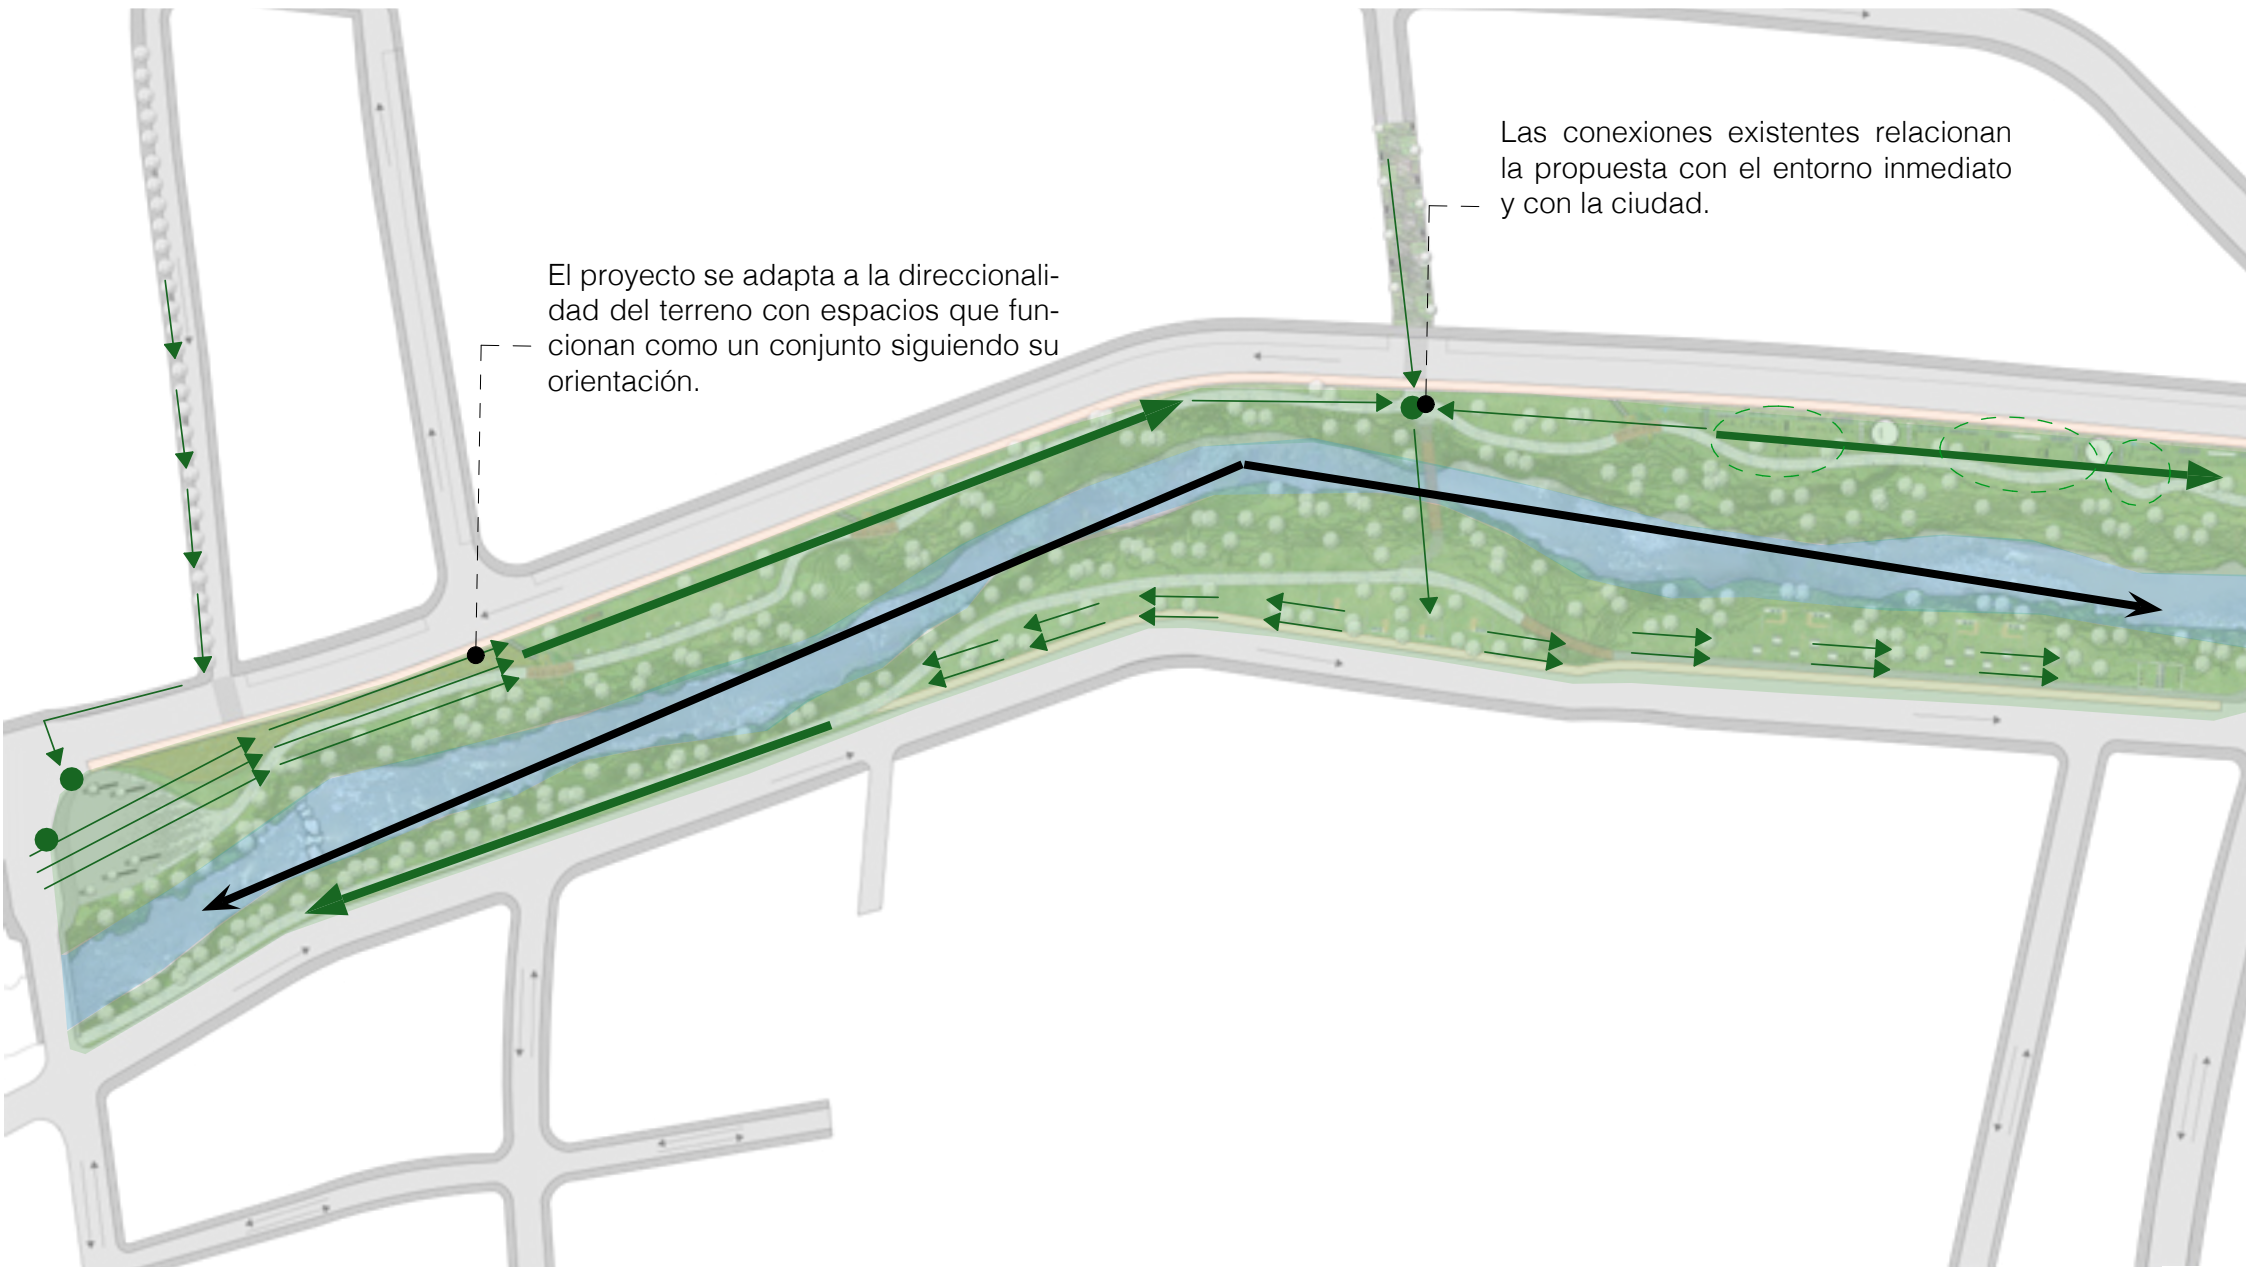 Las conexiones existentes relacionan
la propuesta con el entorno inmediato
y con la ciudad.
El proyecto se adapta a la direccionali-
dad del terreno con espacios que fun-
cionan como un conjunto siguiendo su
orientación.